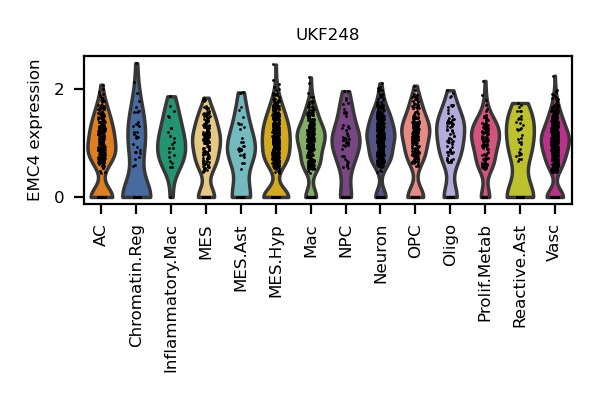 UKF248
EMC4 expression
2
0
AC
Chromatin.Reg
Inflammatory.Mac
MES
MES.Ast
MES.Hyp
Mac
NPC
Neuron
OPC
Oligo
Prolif.Metab
Reactive.Ast
Vasc